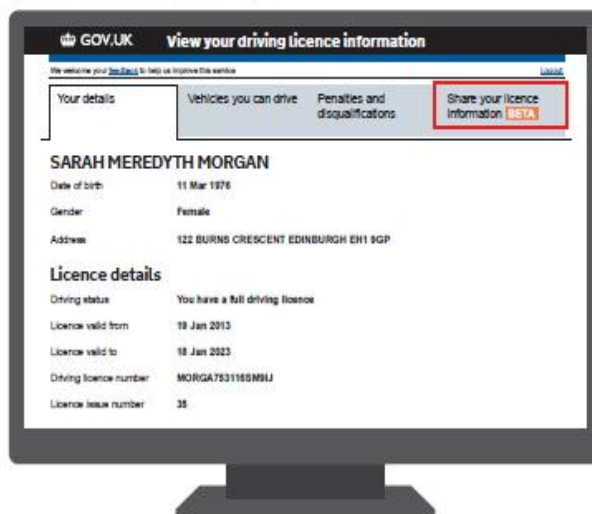 GOV.UK View your driving licence information
We welcome your feedback to help us improve this service Logout
Your details Vehicles you can drive Penalties and disqualifications Share your licence information BETA
SARAH MEREDYTH MORGAN
Date of birth 11 Mar 1976
Gender Female
Address 122 BURNS CRESCENT EDINBURGH EH1 9GP
Licence details
Driving status You have a full driving licence
Licence valid from 19 Jan 2013
Licence valid to 18 Jan 2023
Driving licence number MORGA753116SM9IJ
Licence issue number 35